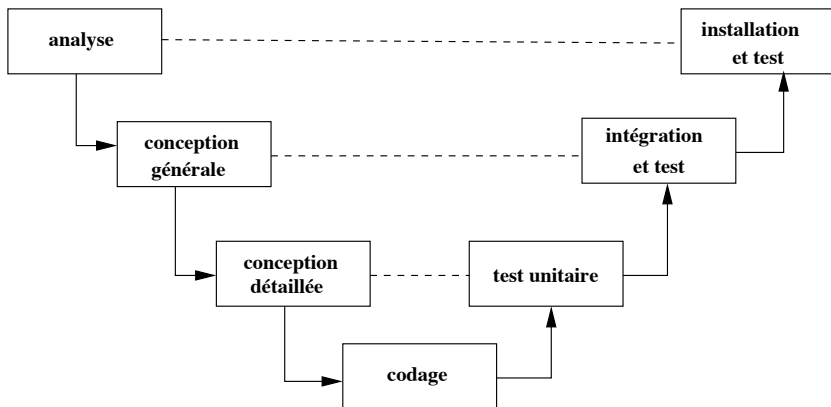 analyse
installation
et test
conception
générale
intégration
et test
conception
détaillée
test unitaire
codage